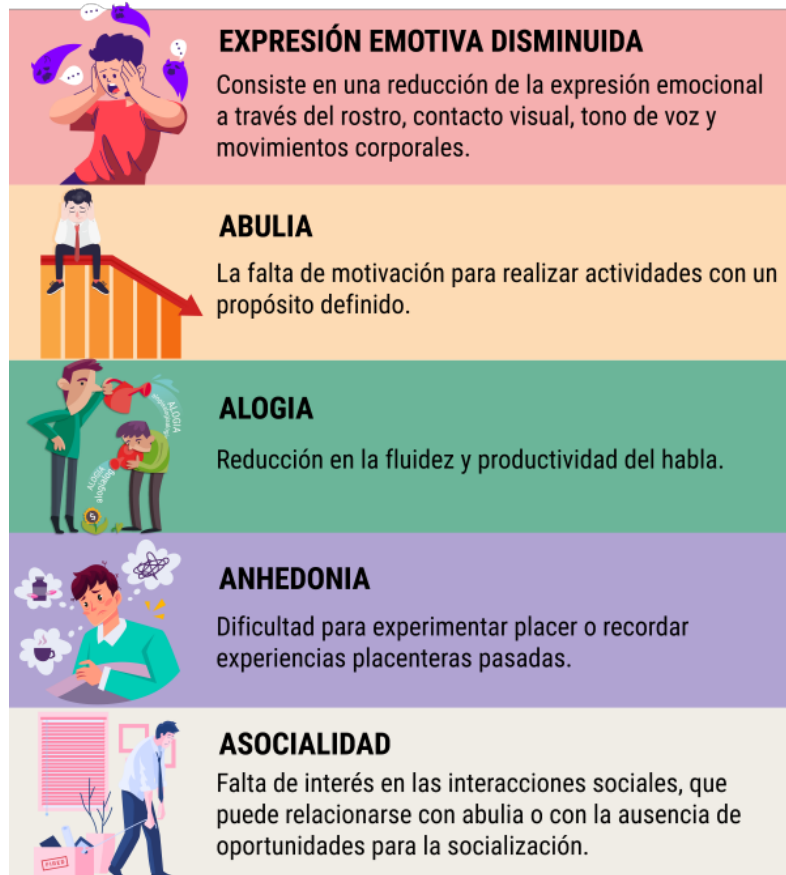 EXPRESIÓN EMOTIVA DISMINUIDA
Consiste en una reducción de la expresión emocional
a través del rostro, contacto visual, tono de voz y
movimientos corporales.
ABULIA
La falta de motivación para realizar actividades con un
propósito definido.
ALOGIA
Reducción en la fluidez y productividad del habla.
ALOGIA
ALOGIA
ANHEDONIA
Dificultad para experimentar placer o recordar
experiencias placenteras pasadas.
ASOCIALIDAD
Falta de interés en las interacciones sociales, que
puede relacionarse con abulia o con la ausencia de
oportunidades para la socialización.
FIRED